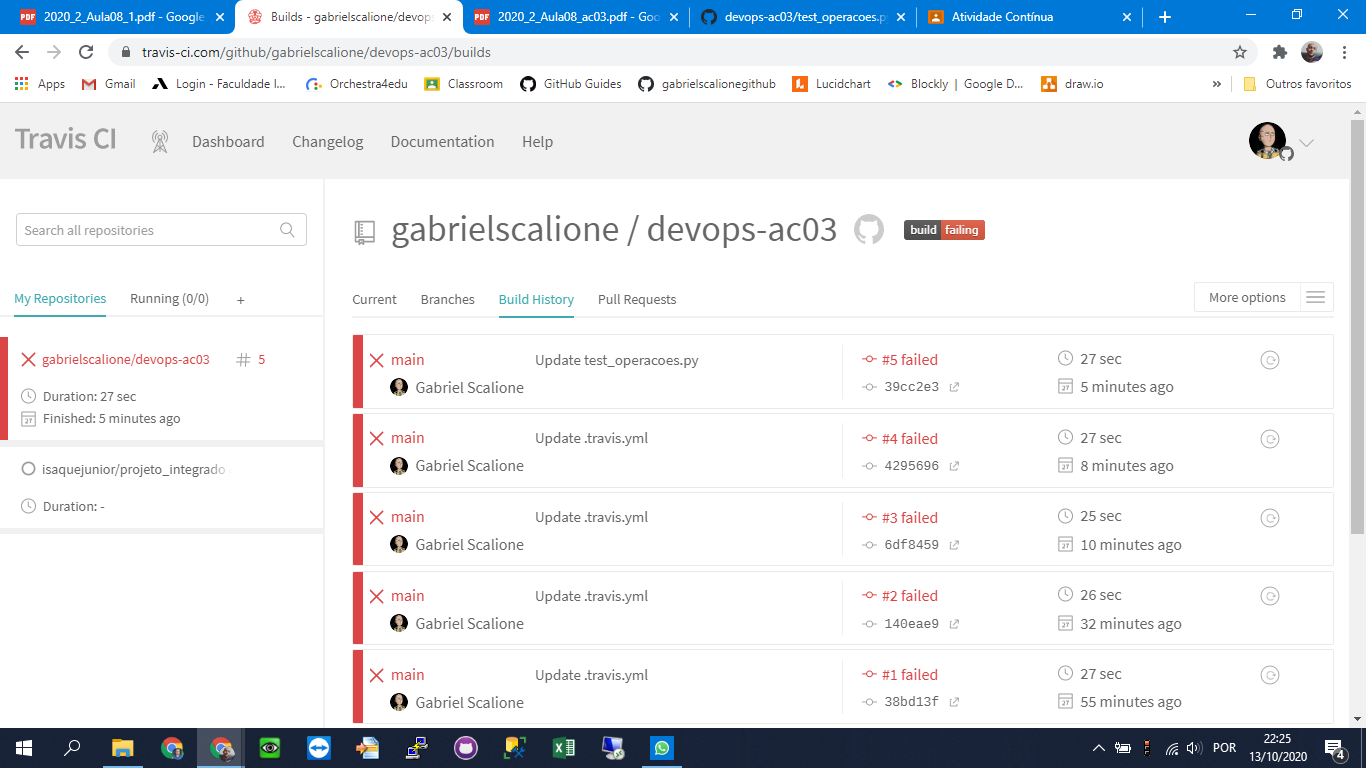 2020_2_Aula08_1.pdf - Google
Builds - gabrielscalione/devops
2020_2_Aula08_ac03.pdf - Goo
devops-ac03/test_operacoes.p
Atividade Contínua
travis-ci.com/github/gabrielscalione/devops-ac03/builds
Apps
Gmail
Login - Faculdade I...
Orchestra4edu
Classroom
GitHub Guides
gabrielscalionegithub
Lucidchart
Blockly | Google D...
draw.io
»
Outros favoritos
Travis CI
Dashboard
Changelog
Documentation
Help
Search all repositories
My Repositories
Running (0/0)
+
gabrielscalione/devops-ac03
# 5
Duration: 27 sec
Finished: 5 minutes ago
isaquejunior/projeto_integrado
Duration: -
gabrielscalione / devops-ac03
build failing
Current
Branches
Build History
Pull Requests
More options
main
Update test_operacoes.py
#5 failed
27 sec
Gabriel Scalione
39cc2e3
5 minutes ago
main
Update .travis.yml
#4 failed
27 sec
Gabriel Scalione
4295696
8 minutes ago
main
Update .travis.yml
#3 failed
25 sec
Gabriel Scalione
6df8459
10 minutes ago
main
Update .travis.yml
#2 failed
26 sec
Gabriel Scalione
140eae9
32 minutes ago
main
Update .travis.yml
#1 failed
27 sec
Gabriel Scalione
38bd13f
55 minutes ago
POR
22:25
13/10/2020
4